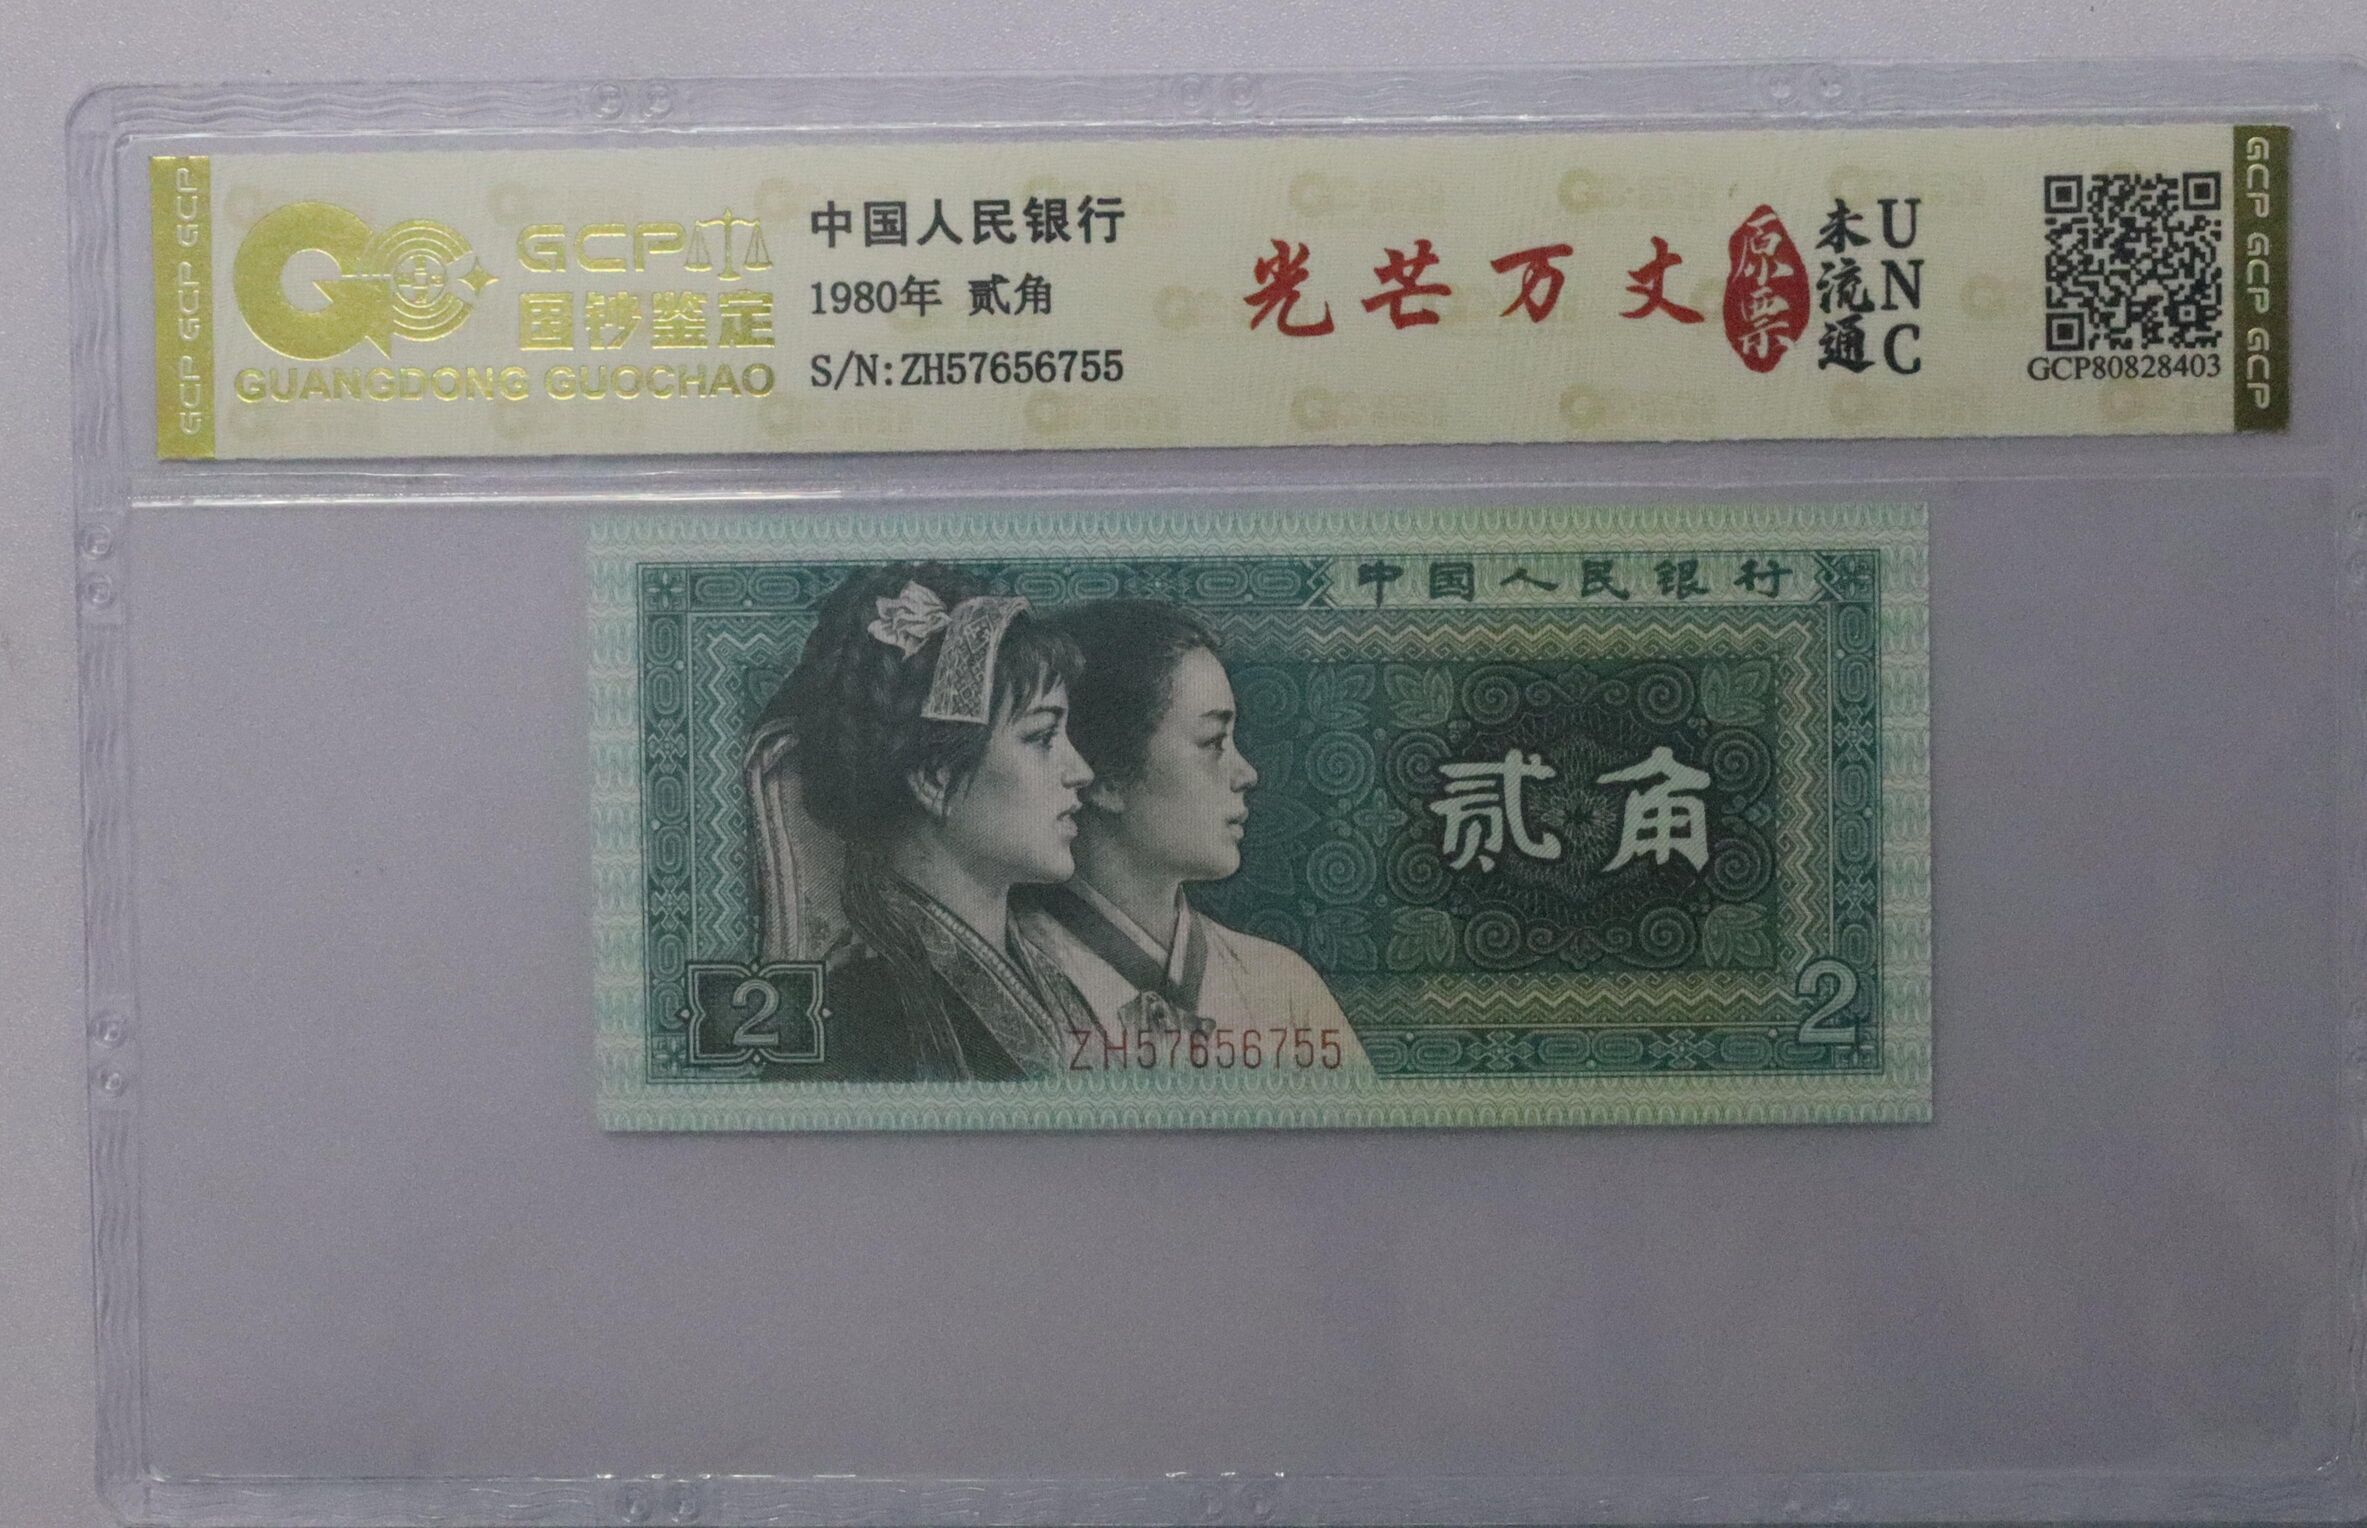 GCP GCP GCP
GCP
国钞鉴定
GUANGDONG GUOCHAO
中国人民银行
1980年 贰角
S/N:ZH57656755
光芒万丈
原票
未流通
UNC
GCP80828403
GCP GCP GCP GCP
中国人民银行
贰角
2
2
ZH57656755